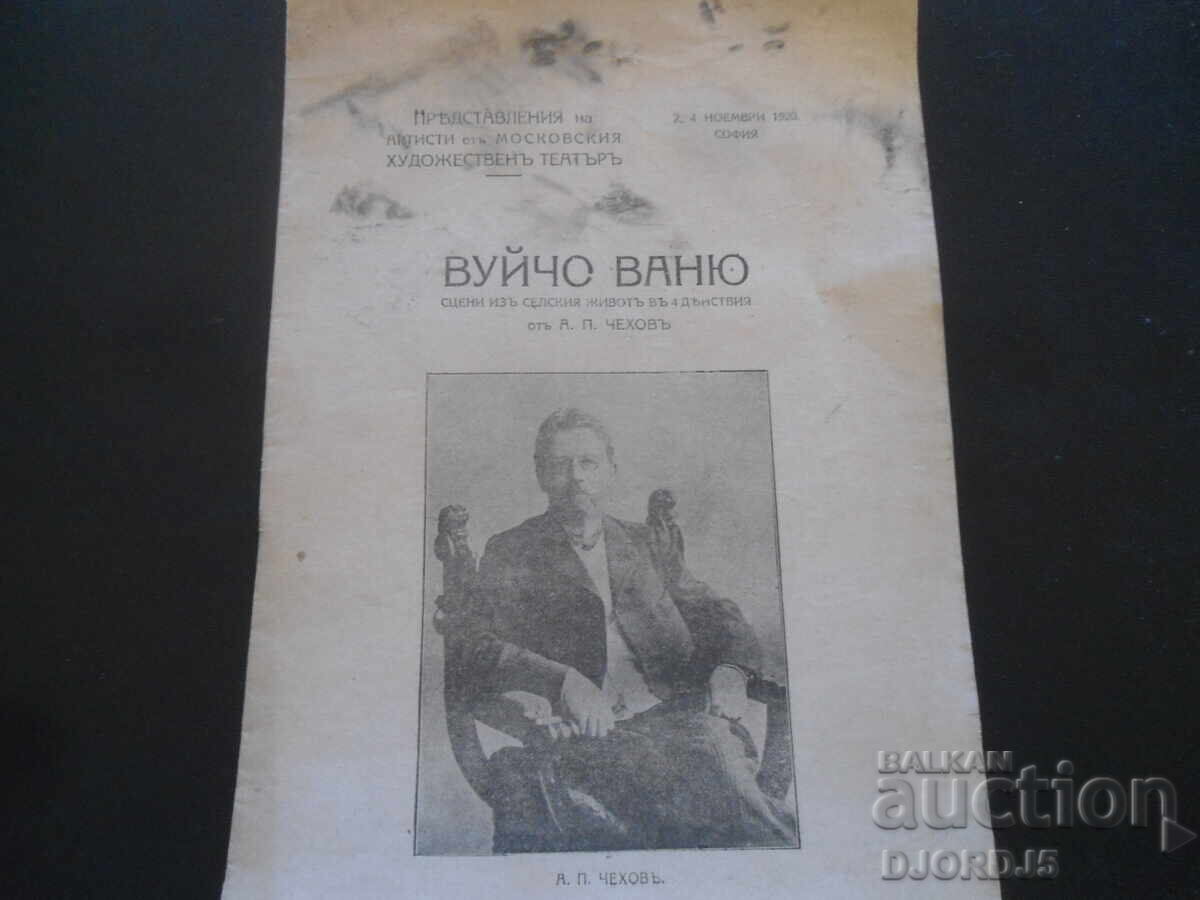 ПРѢДСТАВЛЕНИЯ на
АРТИСТИ отъ МОСКОВСКИЯ
ХУДОЖЕСТВЕНЪ ТЕАТЪРЪ
2, 4 НОЕМВРИ 1920.
СОФИЯ
ВУЙЧО ВАНЮ
СЦЕНИ ИЗЪ СЕЛСКИЯ ЖИВОТЪ ВЪ 4 ДѢЙСТВИЯ
отъ А. П. ЧЕХОВЪ
А. П. ЧЕХОВЪ.
BALKAN
auction
DJORDJ5